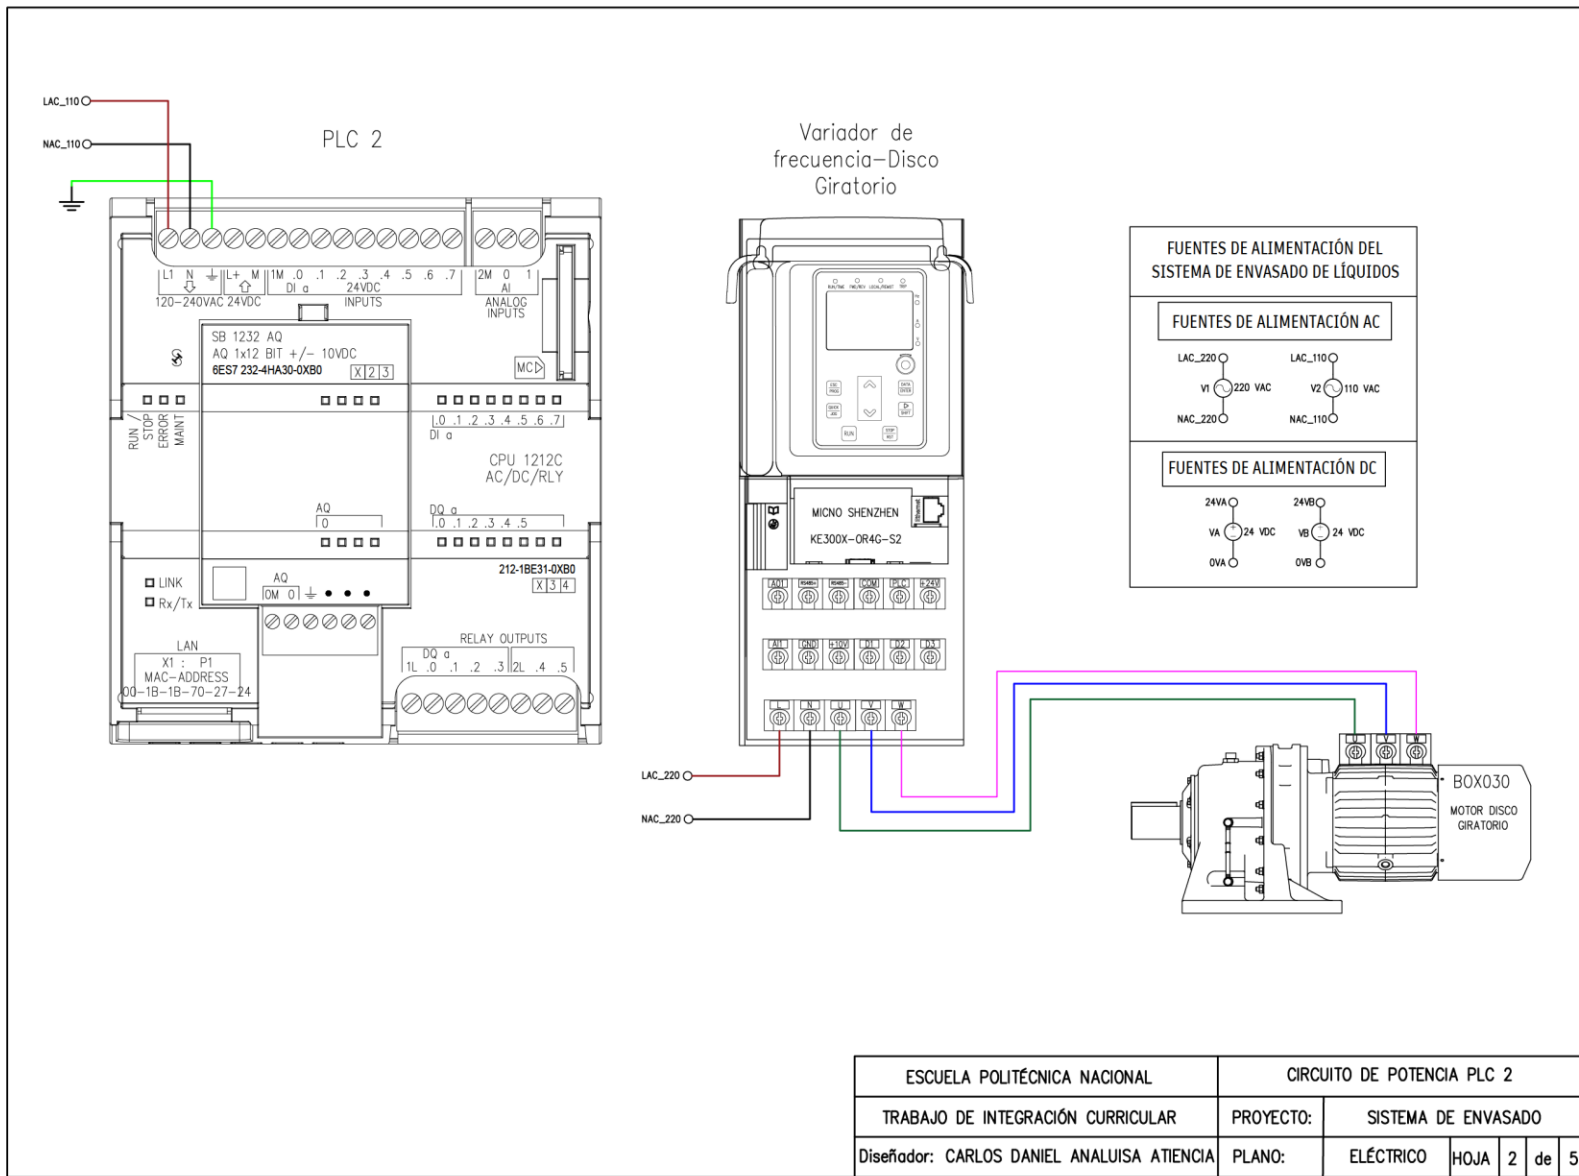 LAC_110
NAC_110
PLC 2
L1 N L+ M 1M .0 .1 .2 .3 .4 .5 .6 .7 2M 0 1
DI a 24VDC AI
120-240VAC 24VDC INPUTS ANALOG
INPUTS
SB 1232 AQ
AQ 1x12 BIT +/- 10VDC
6ES7 232-4HA30-0XB0 X 2 3
MC
RUN / STOP ERROR MAINT
.0 .1 .2 .3 .4 .5 .6 .7
DI a
CPU 1212C
AC/DC/RLY
AQ
0
DQ a
.0 .1 .2 .3 .4 .5
212-1BE31-0XB0
X 3 4
LINK
Rx/Tx
AQ
0M 0
LAN
X1 : P1
MAC-ADDRESS
00-1B-1B-70-27-24
RELAY OUTPUTS
DQ a
1L .0 .1 .2 .3 2L .4 .5
Variador de
frecuencia-Disco
Giratorio
RUN
MICNO SHENZHEN
Ethernet
KE300X-0R4G-S2
AO1 RS485+ RS485- COM PLC +24V
AI1 GND +10V D1 D2 D3
L N U V W
LAC_220
NAC_220
FUENTES DE ALIMENTACIÓN DEL
SISTEMA DE ENVASADO DE LÍQUIDOS
FUENTES DE ALIMENTACIÓN AC
LAC_220 LAC_110
V1 220 VAC V2 110 VAC
NAC_220 NAC_110
FUENTES DE ALIMENTACIÓN DC
24VA 24VB
VA 24 VDC VB 24 VDC
0VA 0VB
U V W
BOX030
MOTOR DISCO
GIRATORIO
ESCUELA POLITÉCNICA NACIONAL CIRCUITO DE POTENCIA PLC 2
TRABAJO DE INTEGRACIÓN CURRICULAR PROYECTO: SISTEMA DE ENVASADO
Diseñador: CARLOS DANIEL ANALUISA ATIENCIA PLANO: ELÉCTRICO HOJA 2 de 5